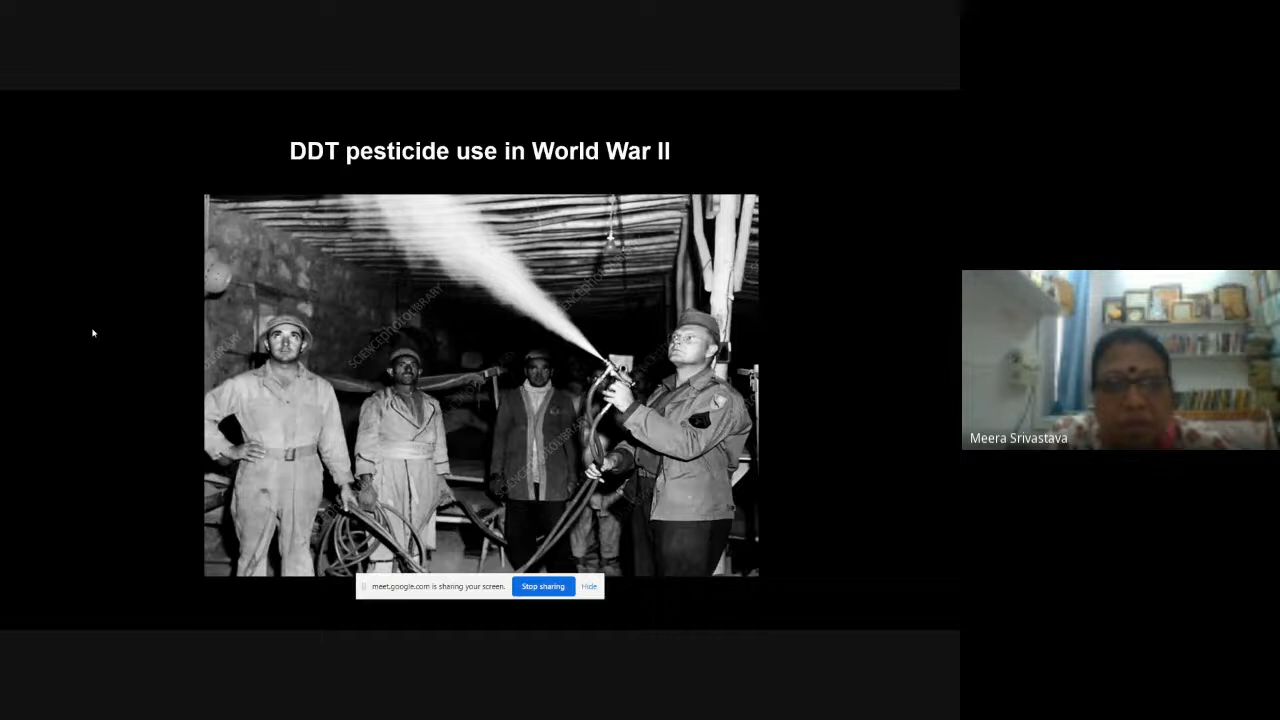 DDT pesticide use in World War II
SCIENCEPHOTOLIBRARY
meet.google.com is sharing your screen.
Stop sharing
Hide
Meera Srivastava